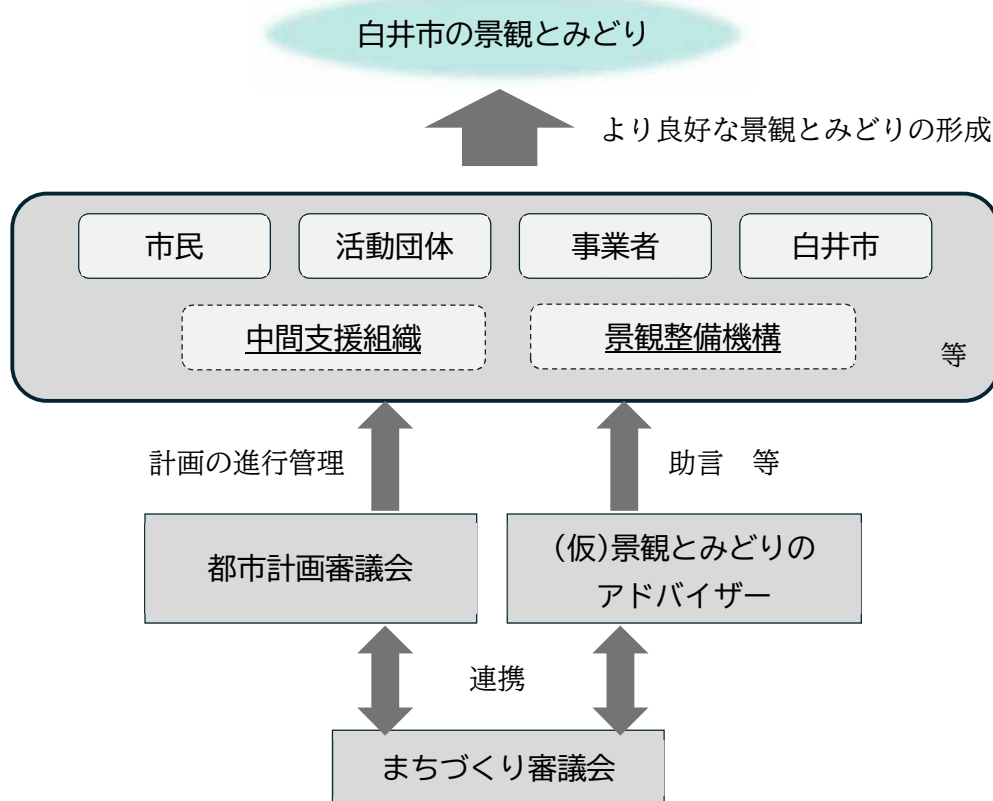 白井市の景観とみどり
より良好な景観とみどりの形成
市民
活動団体
事業者
白井市
中間支援組織
景観整備機構
等
計画の進行管理
助言　等
都市計画審議会
(仮)景観とみどりの
アドバイザー
連携
まちづくり審議会